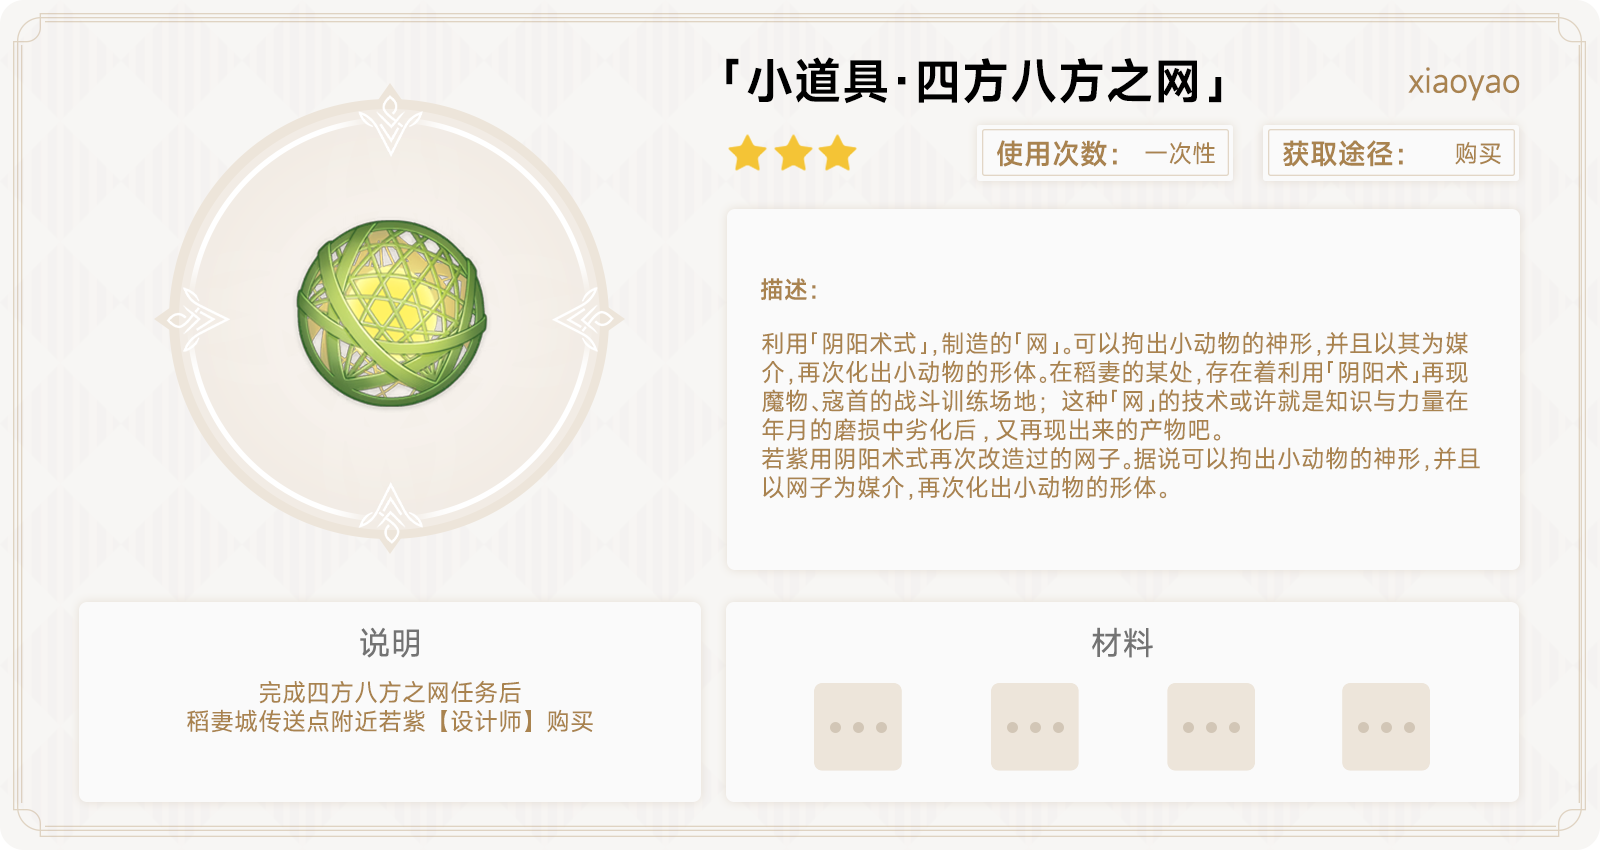 「小道具·四方八方之网」
xiaoyao
使用次数： 一次性
获取途径： 购买
描述：
利用「阴阳术式」,制造的「网」。可以拘出小动物的神形,并且以其为媒
介,再次化出小动物的形体。在稻妻的某处,存在着利用「阴阳术」再现
魔物、寇首的战斗训练场地；这种「网」的技术或许就是知识与力量在
年月的磨损中劣化后,又再现出来的产物吧。
若紫用阴阳术式再次改造过的网子。据说可以拘出小动物的神形,并且
以网子为媒介,再次化出小动物的形体。
说明
完成四方八方之网任务后
稻妻城传送点附近若紫【设计师】购买
材料